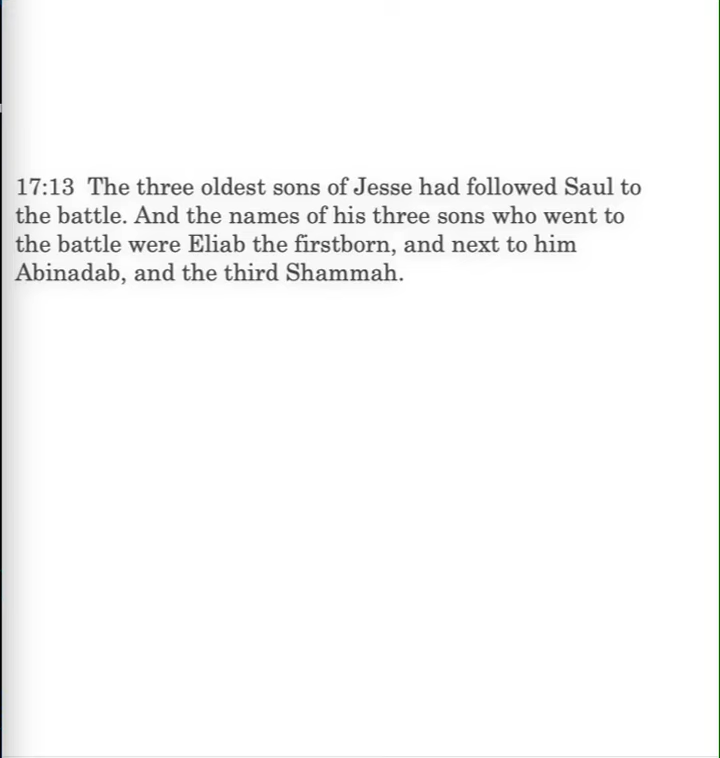 17:13 The three oldest sons of Jesse had followed Saul to
the battle. And the names of his three sons who went to
the battle were Eliab the firstborn, and next to him
Abinadab, and the third Shammah.